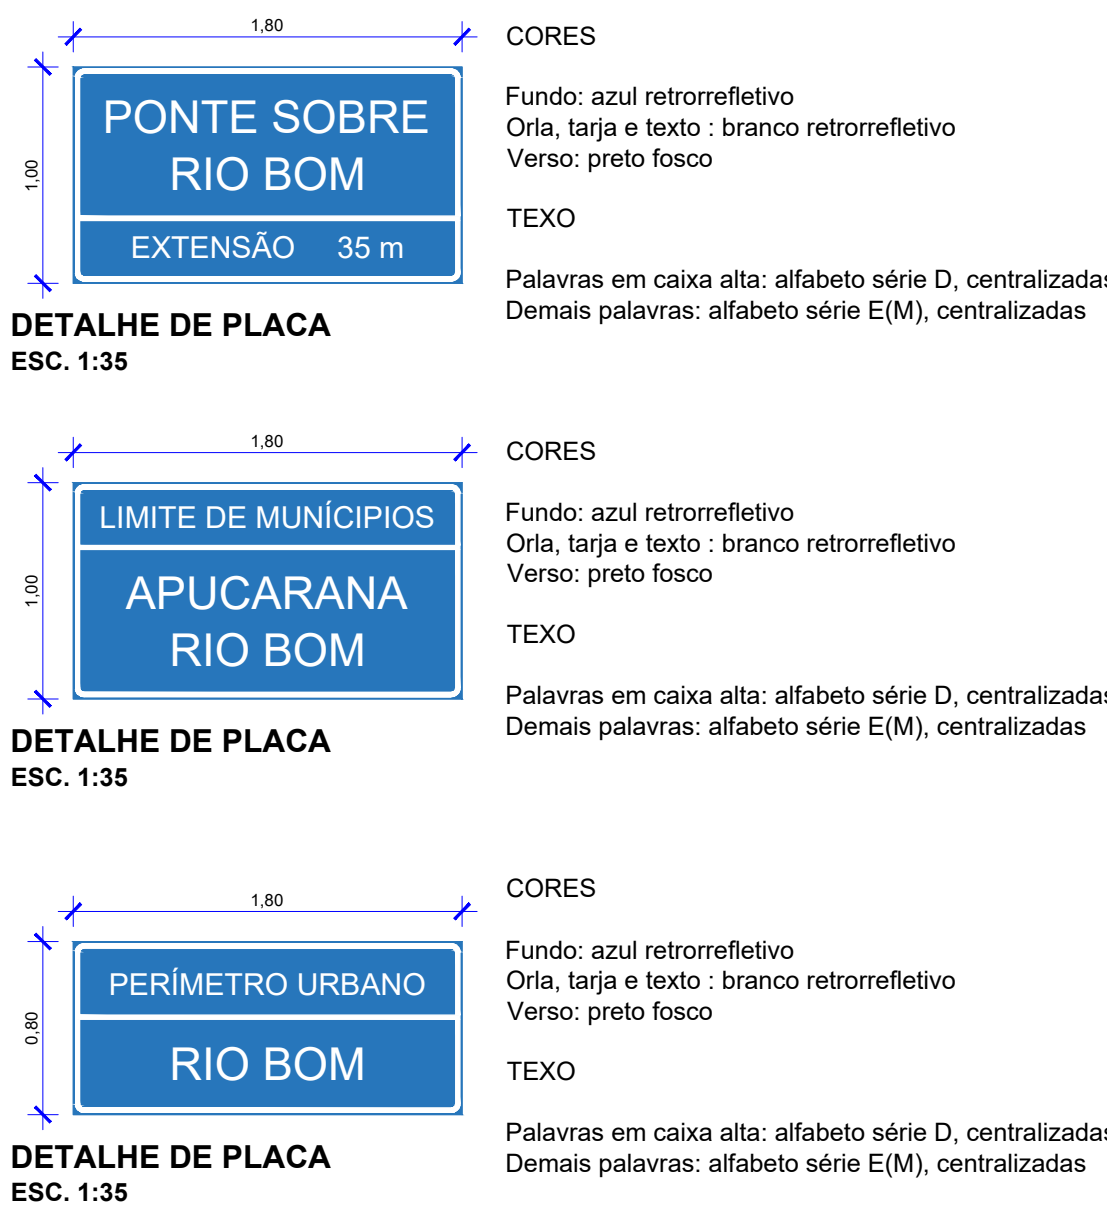 1,80
1,00
PONTE SOBRE
RIO BOM
EXTENSÃO 35 m
DETALHE DE PLACA
ESC. 1:35
CORES
Fundo: azul retrorrefletivo
Orla, tarja e texto : branco retrorrefletivo
Verso: preto fosco
TEXO
Palavras em caixa alta: alfabeto série D, centralizadas
Demais palavras: alfabeto série E(M), centralizadas
1,80
1,00
LIMITE DE MUNÍCIPIOS
APUCARANA
RIO BOM
DETALHE DE PLACA
ESC. 1:35
CORES
Fundo: azul retrorrefletivo
Orla, tarja e texto : branco retrorrefletivo
Verso: preto fosco
TEXO
Palavras em caixa alta: alfabeto série D, centralizadas
Demais palavras: alfabeto série E(M), centralizadas
1,80
0,80
PERÍMETRO URBANO
RIO BOM
DETALHE DE PLACA
ESC. 1:35
CORES
Fundo: azul retrorrefletivo
Orla, tarja e texto : branco retrorrefletivo
Verso: preto fosco
TEXO
Palavras em caixa alta: alfabeto série D, centralizadas
Demais palavras: alfabeto série E(M), centralizadas